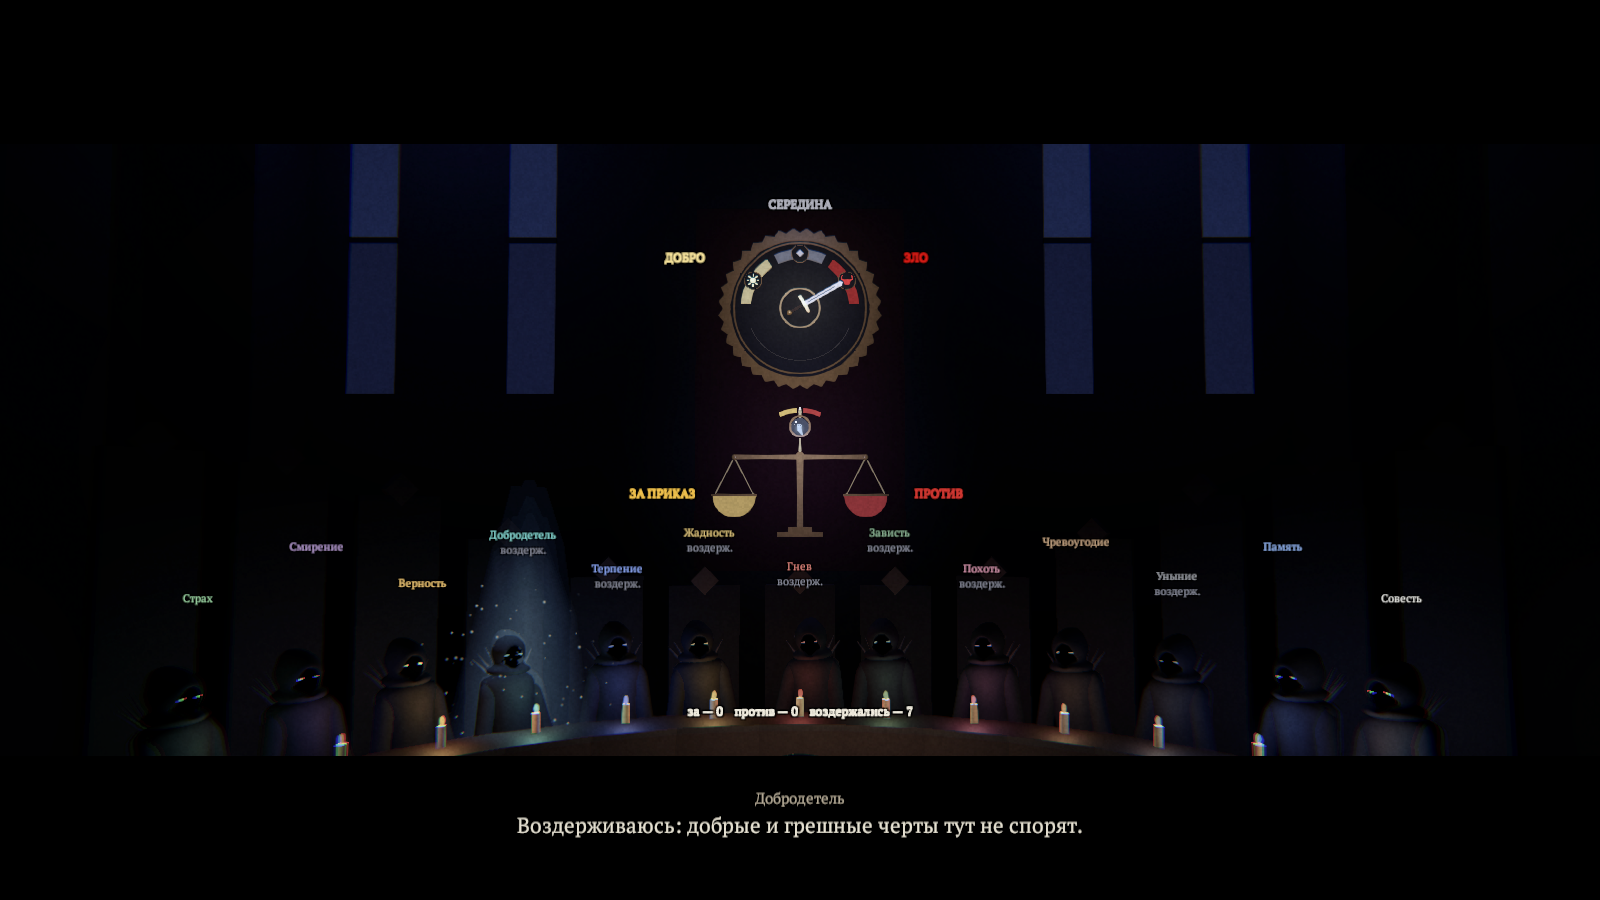 СЕРЕДИНА
ДОБРО
ЗЛО
ЗА ПРИКАЗ
ПРОТИВ
Страх
Смирение
Верность
Добродетель
воздерж.
Терпение
воздерж.
Жадность
воздерж.
Гнев
воздерж.
Зависть
воздерж.
Похоть
воздерж.
Чревоугодие
Уныние
воздерж.
Память
Совесть
за — 0 против — 0 воздержались — 7
Добродетель
Воздерживаюсь: добрые и грешные черты тут не спорят.